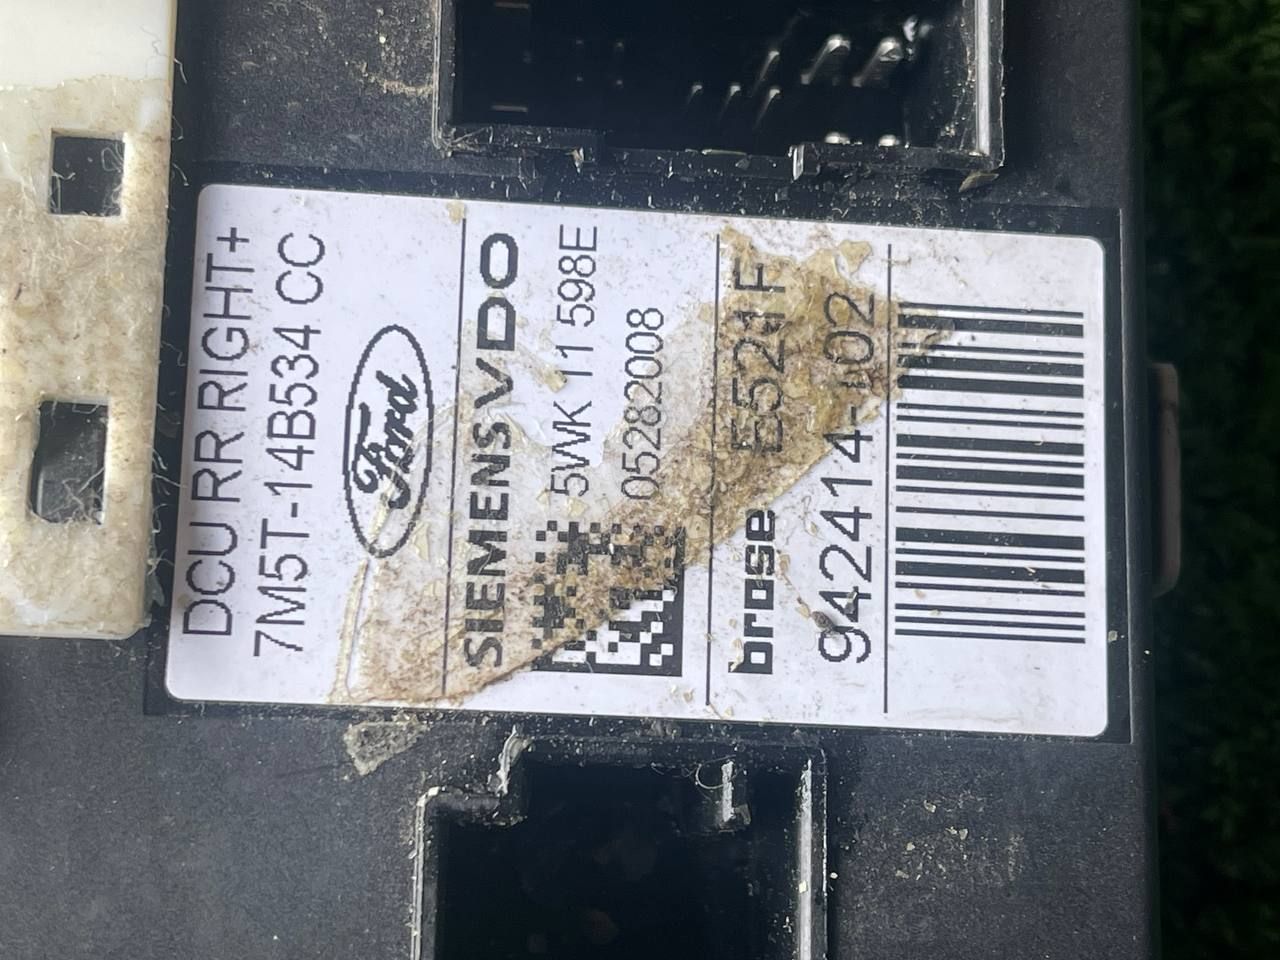 DCU RR RIGHT+
7M5T-14B534 CC
Ford
SIEMENS VDO
5WK 11 598E
05282008
brose E521F
942414-102